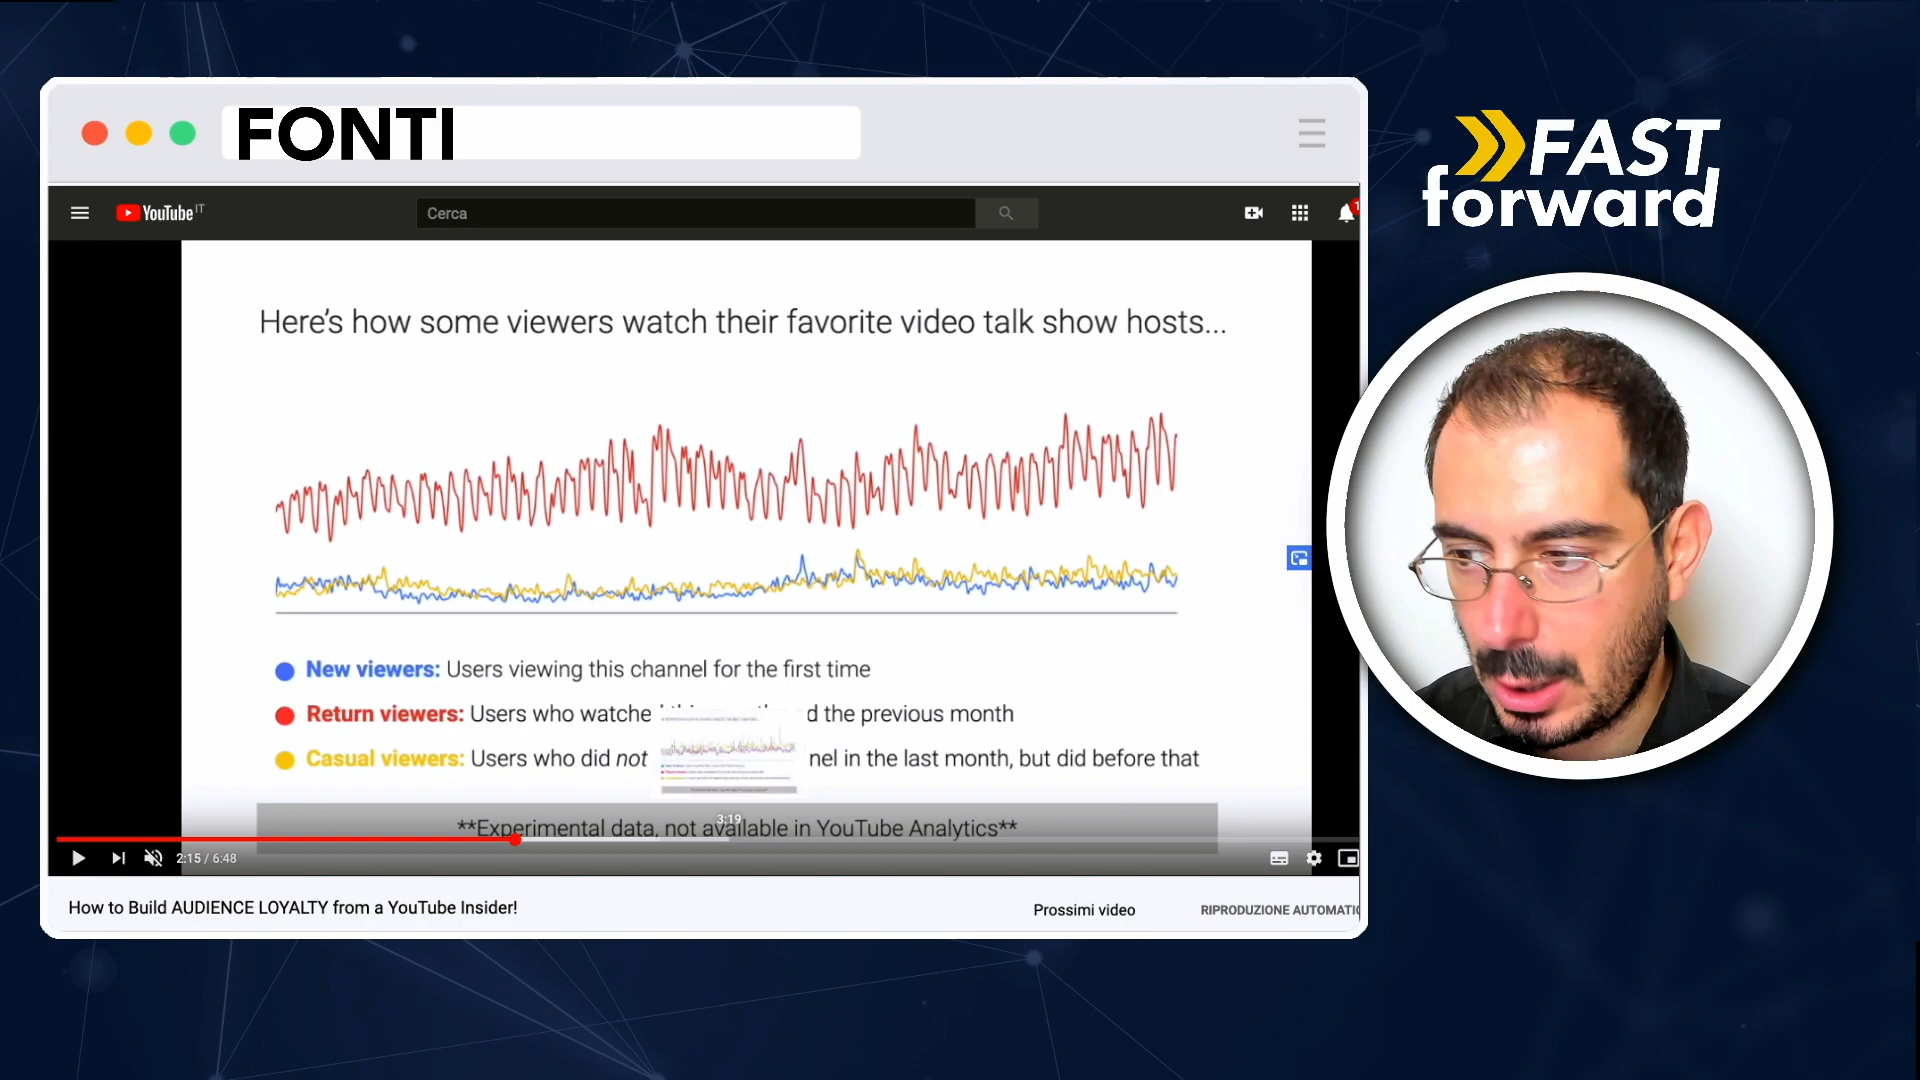 FONTI
FAST
forward
YouTube IT
Cerca
1
Here's how some viewers watch their favorite video talk show hosts...
New viewers: Users viewing this channel for the first time
Return viewers: Users who watched d the previous month
Casual viewers: Users who did not nel in the last month, but did before that
3:19
**Experimental data, not available in YouTube Analytics**
2:15 / 6:48
How to Build AUDIENCE LOYALTY from a YouTube Insider!
Prossimi video
RIPRODUZIONE AUTOMATIC